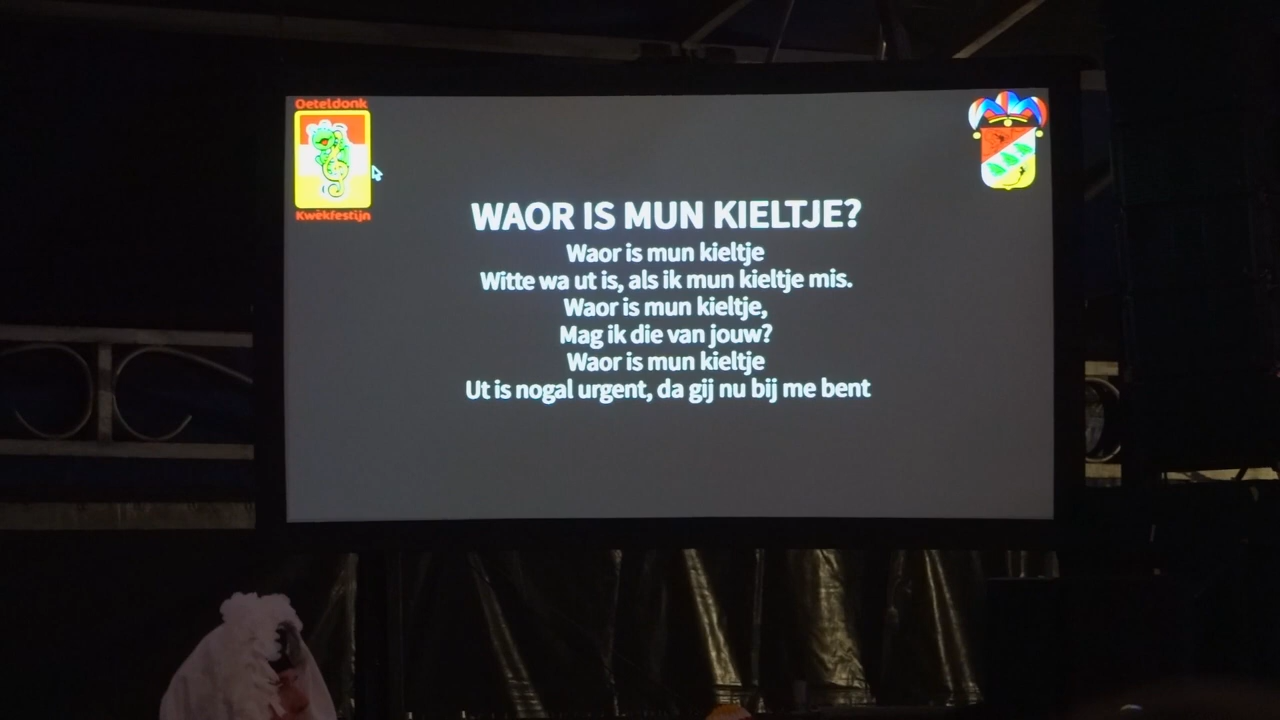 Oeteldonk
Kwèkfestijn
WAOR IS MUN KIELTJE?
Waor is mun kieltje
Witte wa ut is, als ik mun kieltje mis.
Waor is mun kieltje,
Mag ik die van jouw?
Waor is mun kieltje
Ut is nogal urgent, da gij nu bij me bent